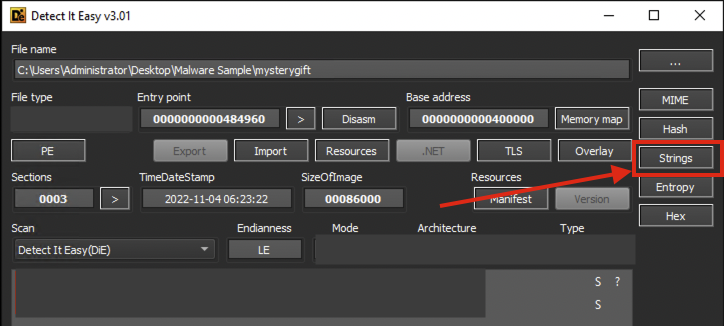 Detect It Easy v3.01
File name
C:\Users\Administrator\Desktop\Malware Sample\mysterygift
...
File type Entry point Base address
0000000000484960 > Disasm 0000000000400000 Memory map MIME
Hash
PE Export Import Resources .NET TLS Overlay Strings
Sections TimeDateStamp SizeOfImage Resources
0003 > 2022-11-04 06:23:22 00086000 Manifest Version Entropy
Hex
Scan Endianness Mode Architecture Type
Detect It Easy(DiE) LE
S ?
S